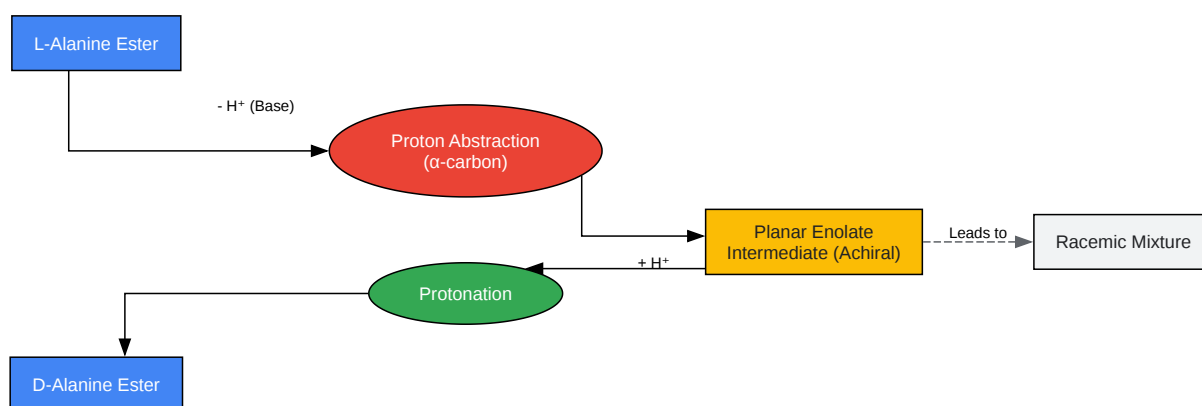 L-Alanine Ester
- H⁺ (Base)
Proton Abstraction
(α-carbon)
Planar Enolate
Intermediate (Achiral)
Leads to
Racemic Mixture
+ H⁺
Protonation
D-Alanine Ester